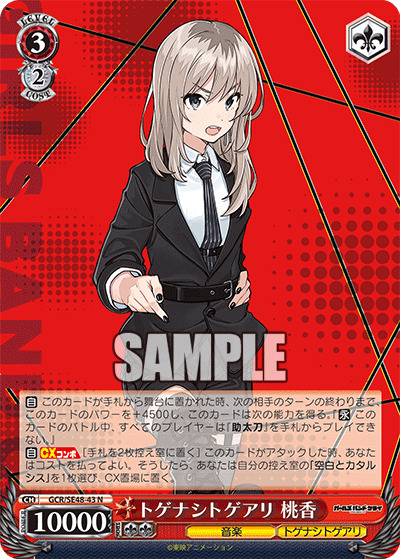 LEVEL
3
2
COST
GIRLS BAND CRY
SAMPLE
自 このカードが手札から舞台に置かれた時、次の相手のターンの終わりまで、
このカードのパワーを+4500し、このカードは次の能力を得る。『永 この
カードのバトル中、すべてのプレイヤーは「助太刀」を手札からプレイでき
ない。』
自 CXコンボ [手札を2枚控え室に置く] このカードがアタックした時、あなた
はコストを払ってよい。そうしたら、あなたは自分の控え室の「空白とカタル
シス」を1枚選び、CX置場に置く。
CH GCR/SE48-43 N
10000
トゲナシトゲアリ 桃香
ガールズバンドクライ
音楽
トゲナシトゲアリ
©東映アニメーション